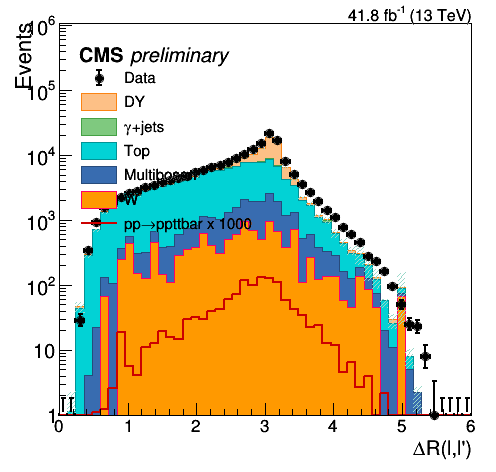 41.8 fb⁻¹ (13 TeV)
Events
CMS preliminary
Data
DY
γ+jets
Top
Multiboson
W
pp→ppttbar x 1000
10⁶
10⁵
10⁴
10³
10²
10
1
0 1 2 3 4 5 6
ΔR(l,l')